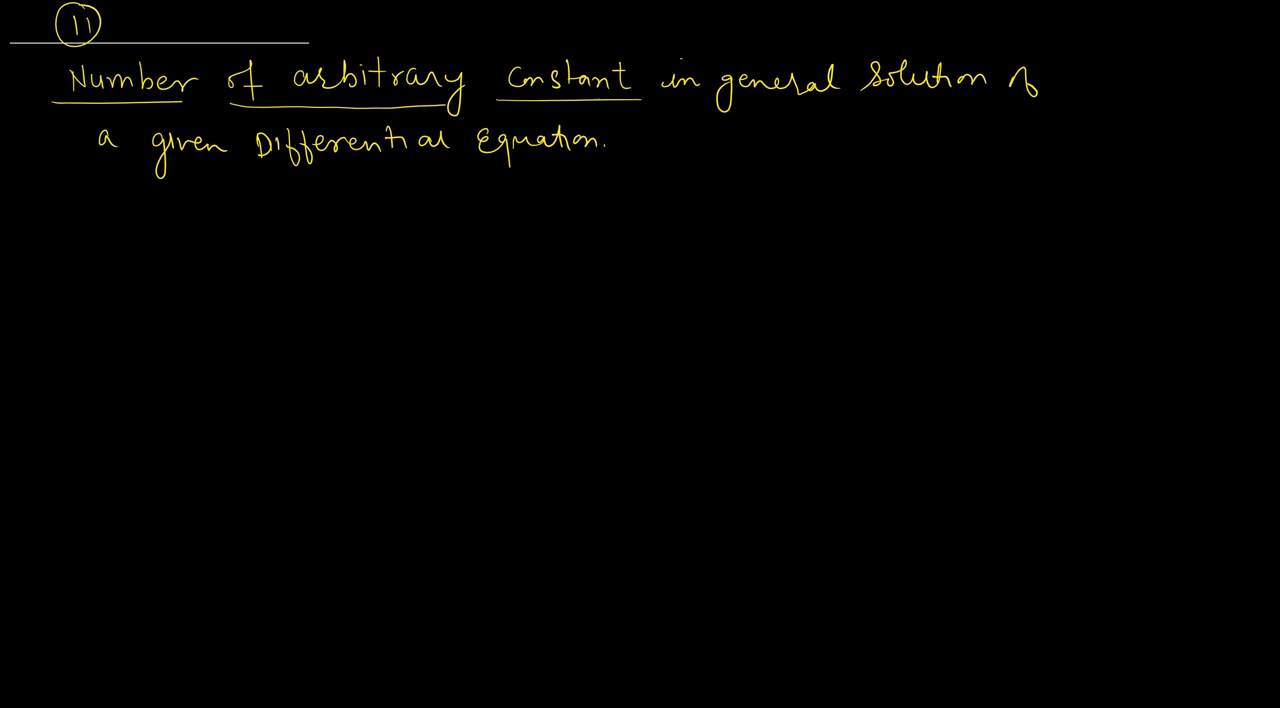 11
Number of arbitrary constant in general solution of
a given Differential Equation.